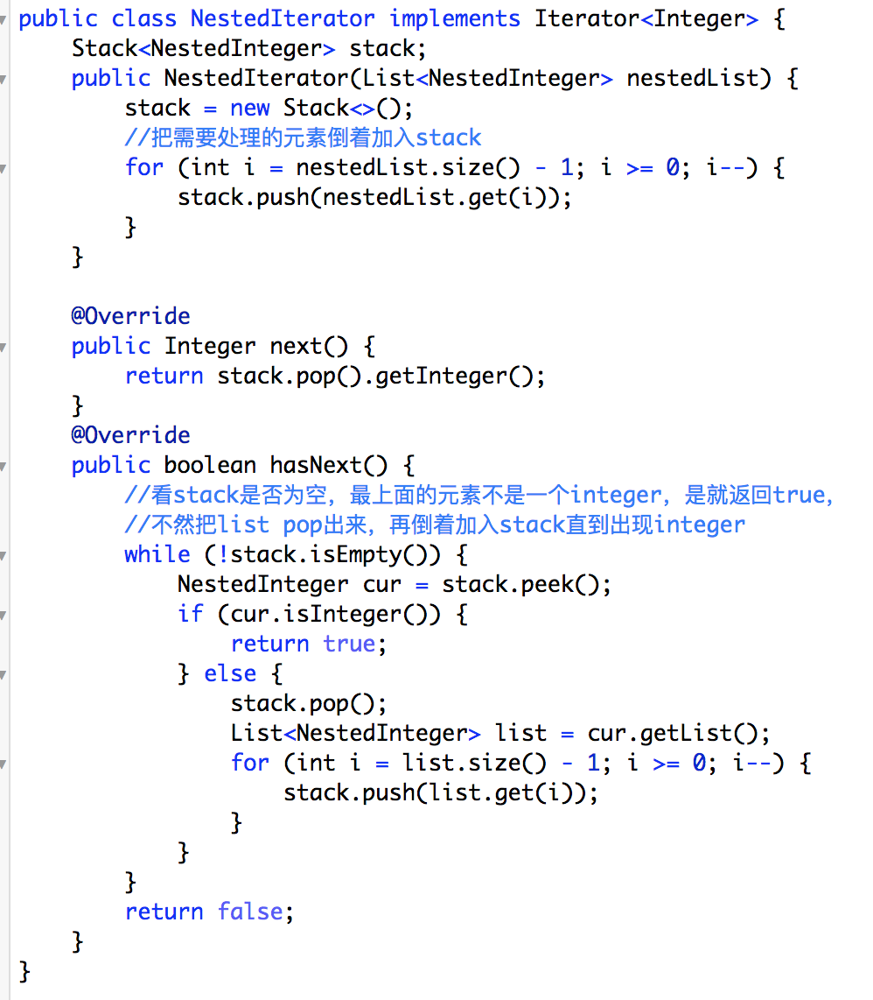 public class NestedIterator implements Iterator<Integer> {
    Stack<NestedInteger> stack;
    public NestedIterator(List<NestedInteger> nestedList) {
        stack = new Stack<>();
        //把需要处理的元素倒着加入stack
        for (int i = nestedList.size() - 1; i >= 0; i--) {
            stack.push(nestedList.get(i));
        }
    }

    @Override
    public Integer next() {
        return stack.pop().getInteger();
    }
    @Override
    public boolean hasNext() {
        //看stack是否为空，最上面的元素不是一个integer，是就返回true，
        //不然把list pop出来，再倒着加入stack直到出现integer
        while (!stack.isEmpty()) {
            NestedInteger cur = stack.peek();
            if (cur.isInteger()) {
                return true;
            } else {
                stack.pop();
                List<NestedInteger> list = cur.getList();
                for (int i = list.size() - 1; i >= 0; i--) {
                    stack.push(list.get(i));
                }
            }
        }
        return false;
    }
}